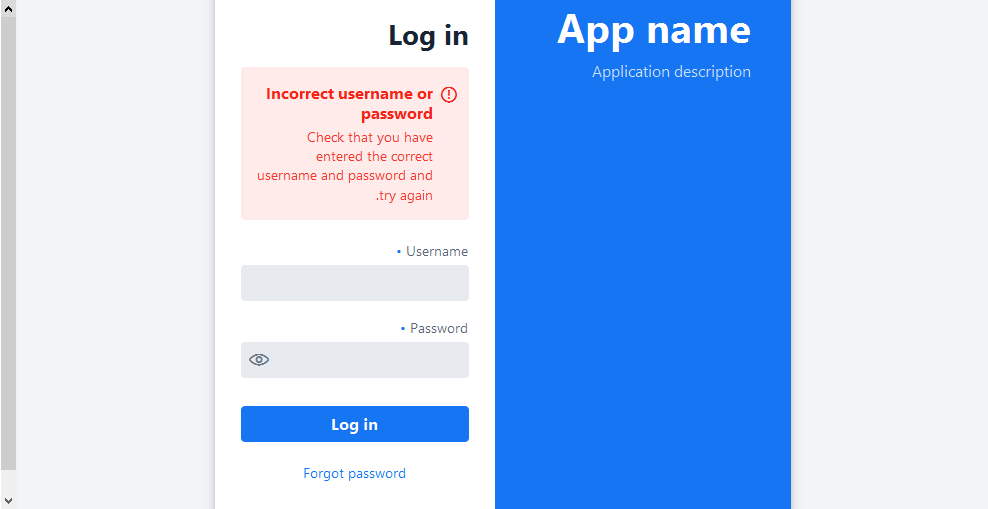 App name
Application description
Log in
Incorrect username or
password
Check that you have
entered the correct
username and password and
.try again
• Username
• Password
Log in
Forgot password